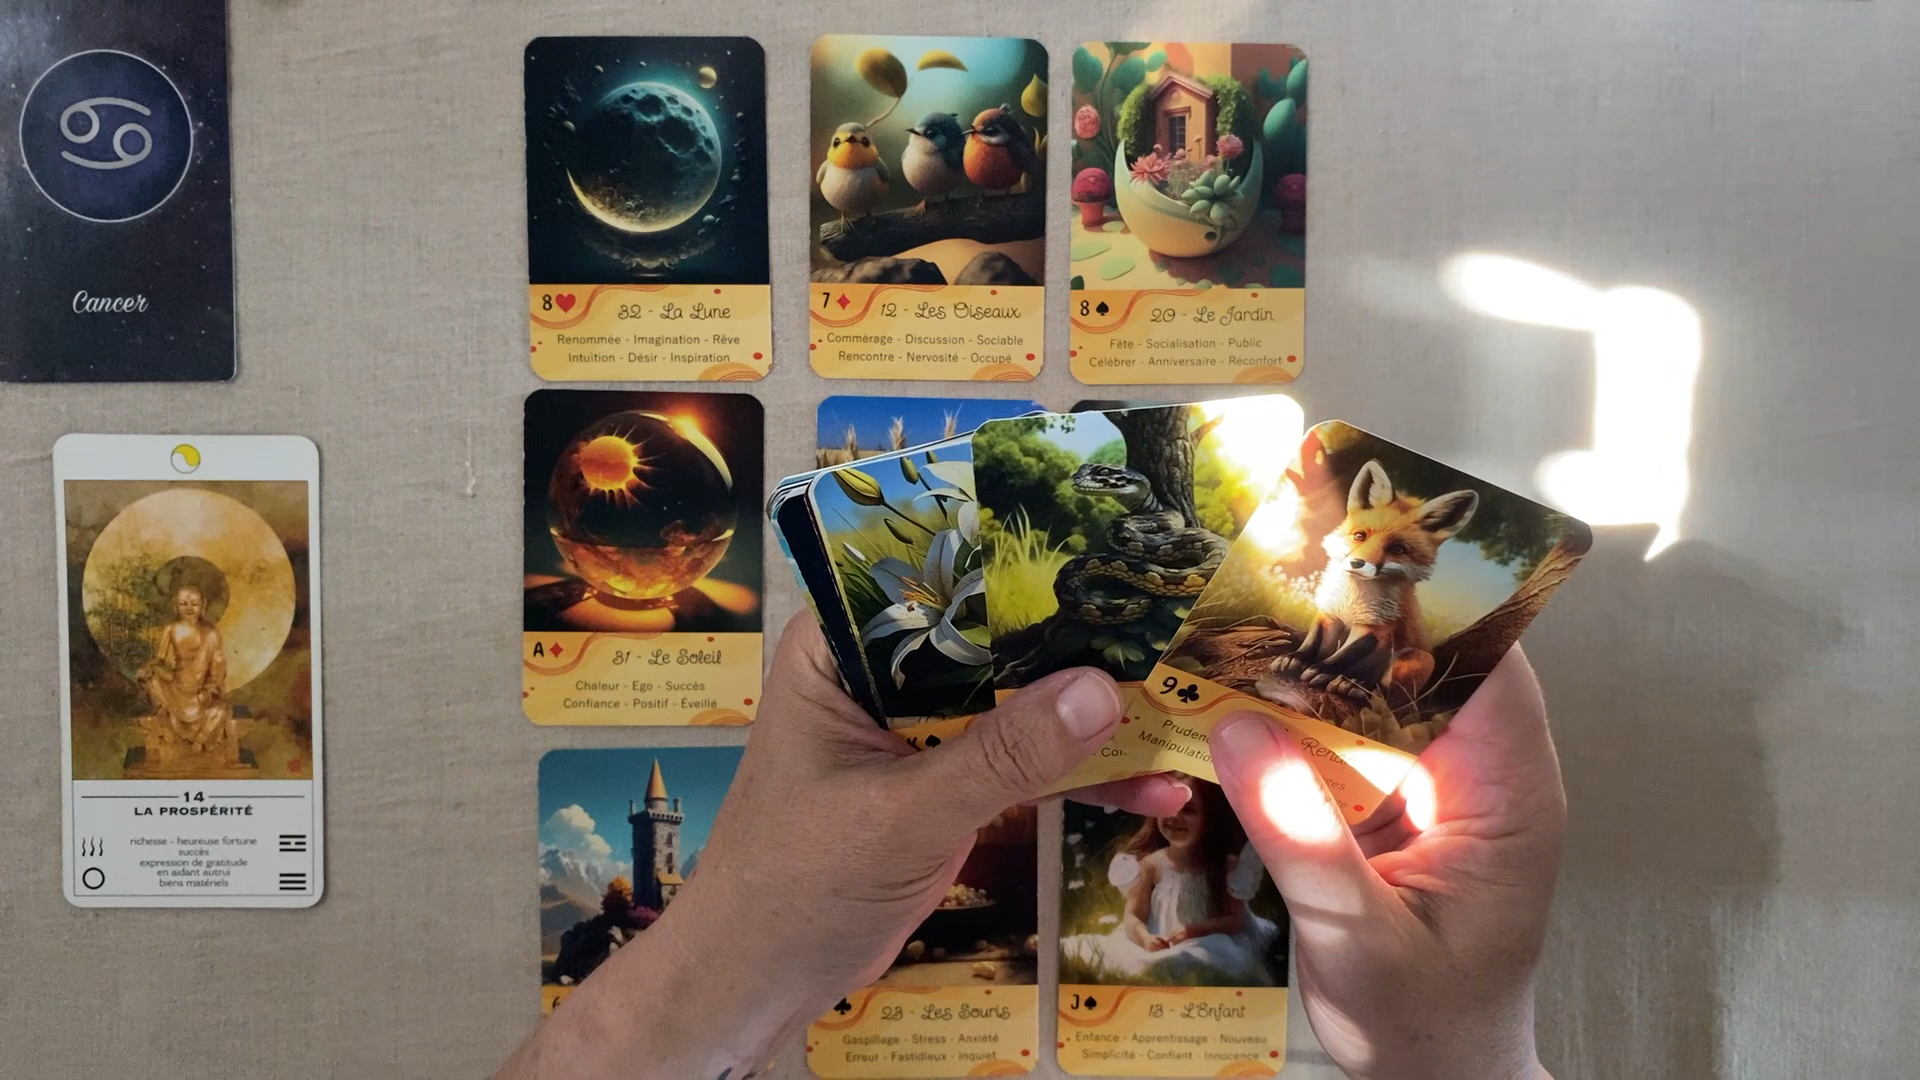 Cancer
14
LA PROSPÉRITÉ
richesse - heureuse fortune
succès
expression de gratitude
en aidant autrui
biens matériels
8
32 - La Lune
Renommée - Imagination - Rêve
Intuition - Désir - Inspiration
7
12 - Les Oiseaux
Commérage - Discussion - Sociable
Rencontre - Nervosité - Occupé
8
20 - Le Jardin
Fête - Socialisation - Public
Célébrer - Anniversaire - Réconfort
A
31 - Le Soleil
Chaleur - Ego - Succès
Confiance - Positif - Éveillé
K
9
Manipulation
6
23 - Les Souris
Gaspillage - Stress - Anxiété
Erreur - Fastidieux - Inquiet
J
13 - L'Enfant
Enfance - Apprentissage - Nouveau
Simplicité - Confiant - Innocence